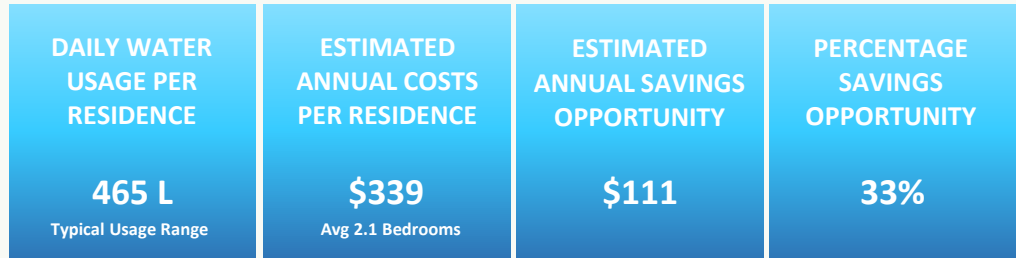 DAILY WATER
USAGE PER
RESIDENCE
465 L
Typical Usage Range
ESTIMATED
ANNUAL COSTS
PER RESIDENCE
$339
Avg 2.1 Bedrooms
ESTIMATED
ANNUAL SAVINGS
OPPORTUNITY
$111
PERCENTAGE
SAVINGS
OPPORTUNITY
33%